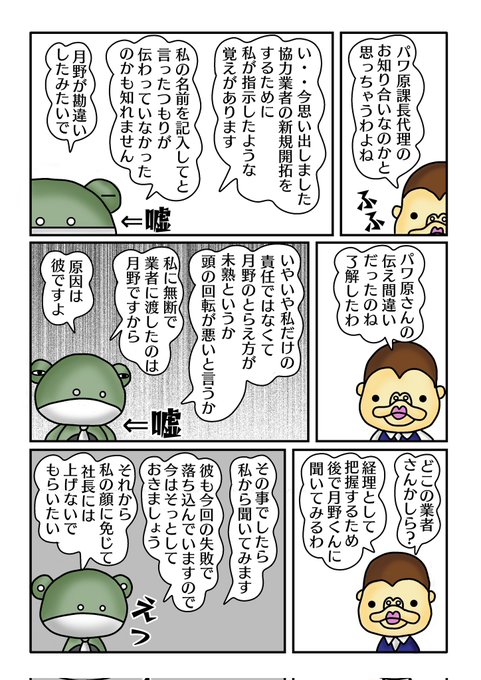 パワ原課長代理の
お知り合いなのかと
思っちゃうわよね
ふふ
い・・今思い出しました
協力業者の新規開拓を
するために
私が指示したような
覚えがあります
私の名前を記入してと
言ったつもりが
伝わっていなかった
のかも知れません
月野が勘違い
したみたいで
⇐嘘
パワ原さんの
伝え間違い
だったのね
了解したわ
いやいや私だけの
責任ではなくて
月野のとらえ方が
未熟というか
頭の回転が悪いと言うか
私に無断で
業者に渡したのは
月野ですから
原因は
彼ですよ
⇐嘘
どこの業者
さんかしら？
経理として
把握するため
後で月野くんに
聞いてみるわ
その事でしたら
私から聞いてみます
彼も今回の失敗で
落ち込んでいますので
今はそっとして
おきましょう
それから
私の顔に免じて
社長には
上げないで
もらいたい
えっ